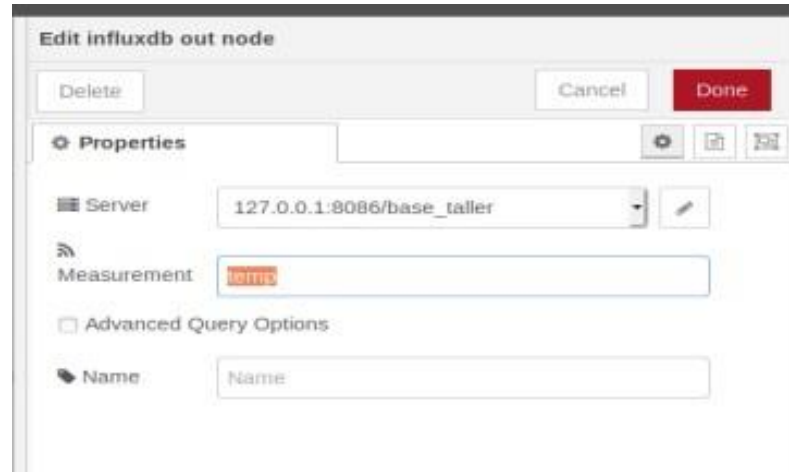 Edit influxdb out node
Delete
Cancel
Done
Properties
Server
127.0.0.1:8086/base_taller
Measurement
temp
Advanced Query Options
Name
Name